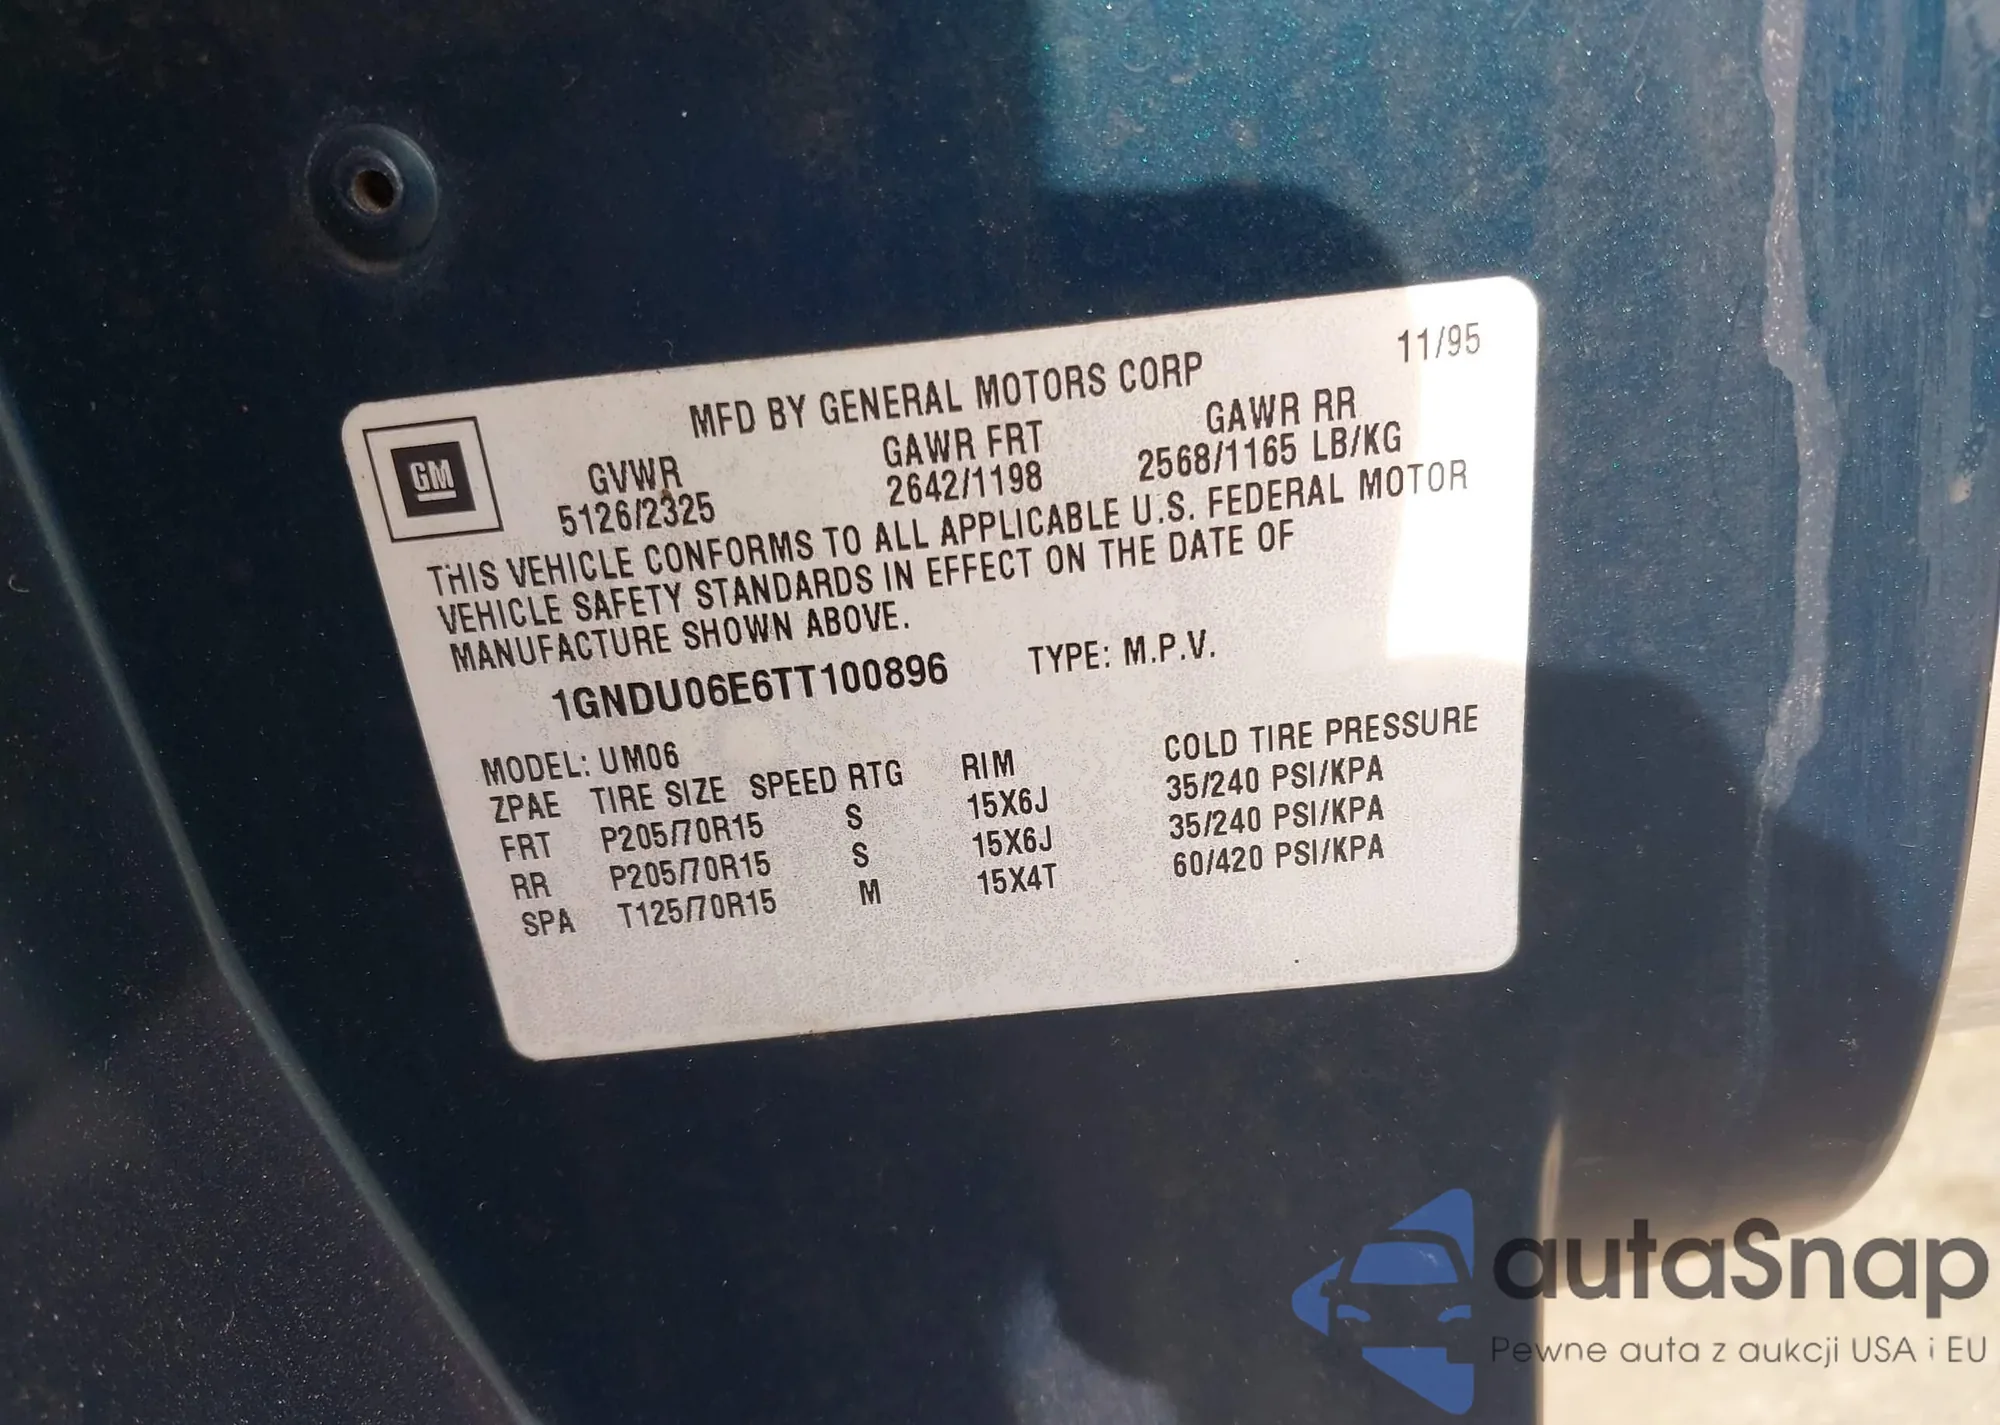 11/95
MFD BY GENERAL MOTORS CORP
GM
GVWR GAWR FRT GAWR RR
5126/2325 2642/1198 2568/1165 LB/KG
THIS VEHICLE CONFORMS TO ALL APPLICABLE U.S. FEDERAL MOTOR
VEHICLE SAFETY STANDARDS IN EFFECT ON THE DATE OF
MANUFACTURE SHOWN ABOVE.
1GNDU06E6TT100896 TYPE: M.P.V.
MODEL: UM06
ZPAE TIRE SIZE SPEED RTG RIM COLD TIRE PRESSURE
FRT P205/70R15 S 15X6J 35/240 PSI/KPA
RR P205/70R15 S 15X6J 35/240 PSI/KPA
SPA T125/70R15 M 15X4T 60/420 PSI/KPA
autaSnap
Pewne auta z aukcji USA i EU